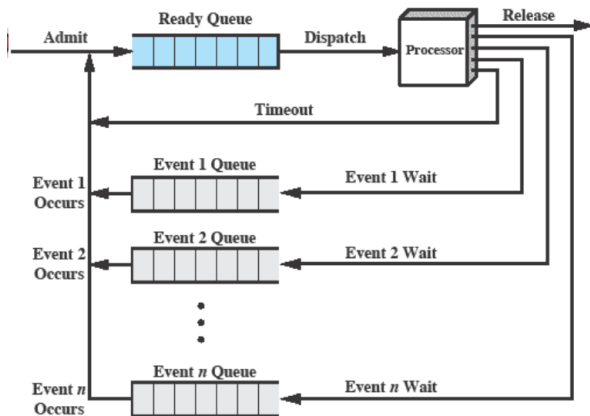 Ready Queue
Release
Admit
Dispatch
Processor
Timeout
Event 1 Queue
Event 1
Occurs
Event 1 Wait
Event 2 Queue
Event 2
Occurs
Event 2 Wait
Event n Queue
Event n
Occurs
Event n Wait